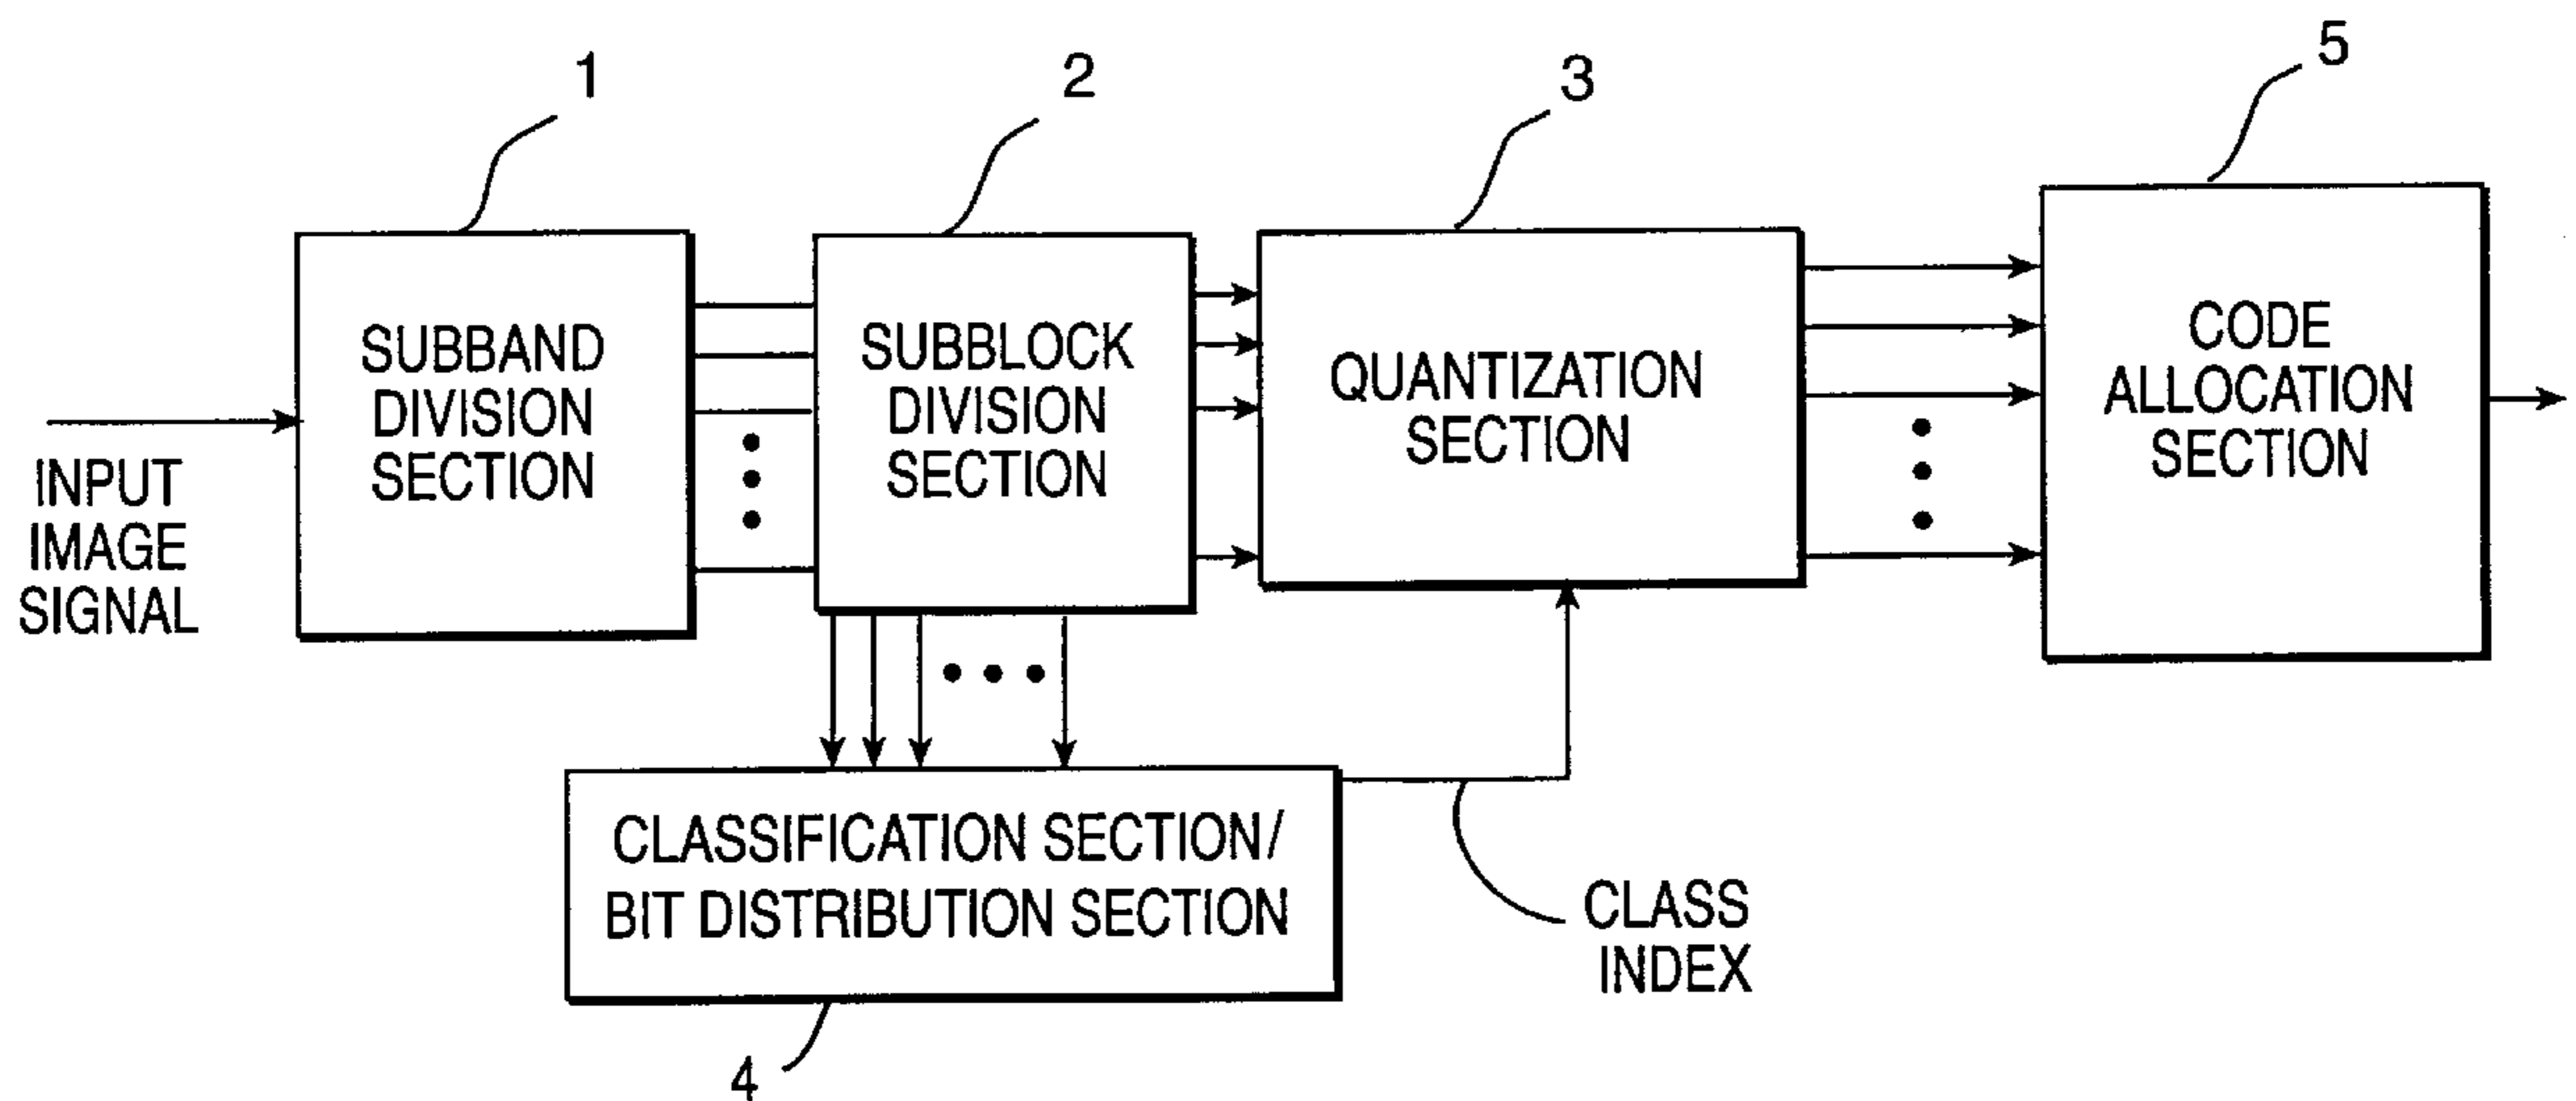 1
2
3
5
SUBBAND
DIVISION
SECTION
SUBBLOCK
DIVISION
SECTION
QUANTIZATION
SECTION
CODE
ALLOCATION
SECTION
INPUT
IMAGE
SIGNAL
CLASSIFICATION SECTION/
BIT DISTRIBUTION SECTION
CLASS
INDEX
4